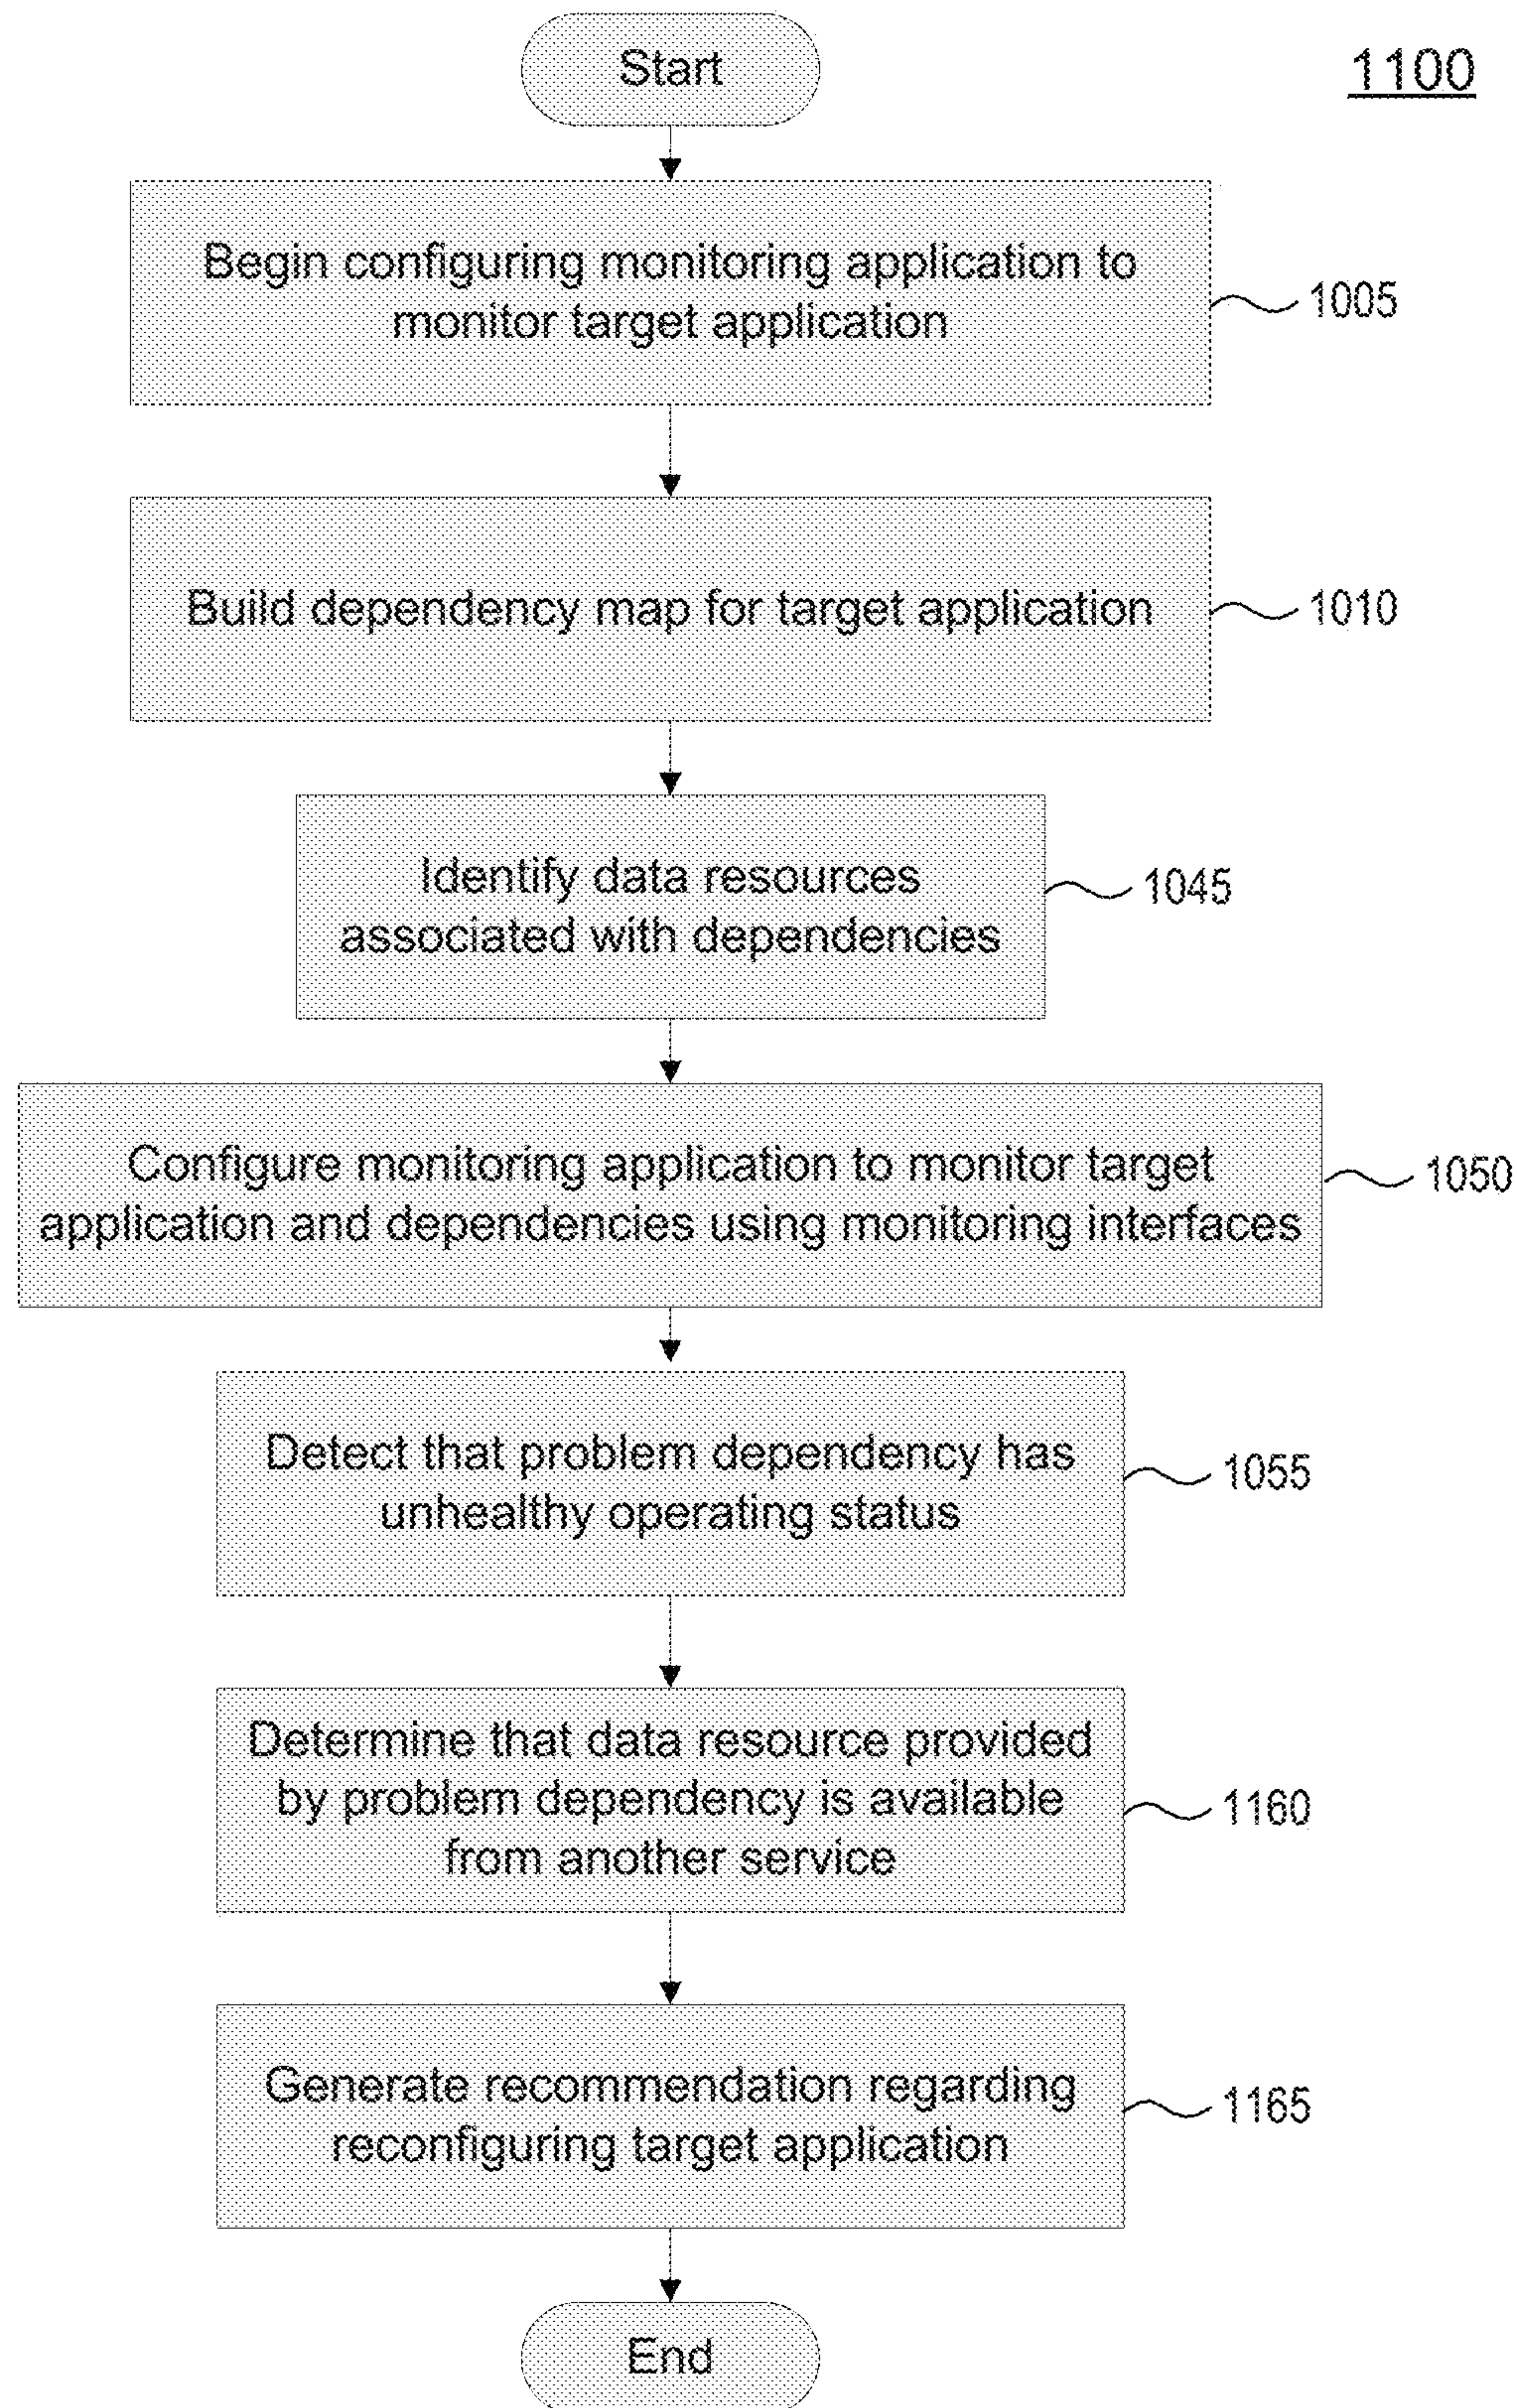 Start
1100
Begin configuring monitoring application to
monitor target application
1005
Build dependency map for target application
1010
Identify data resources
associated with dependencies
1045
Configure monitoring application to monitor target
application and dependencies using monitoring interfaces
1050
Detect that problem dependency has
unhealthy operating status
1055
Determine that data resource provided
by problem dependency is available
from another service
1160
Generate recommendation regarding
reconfiguring target application
1165
End